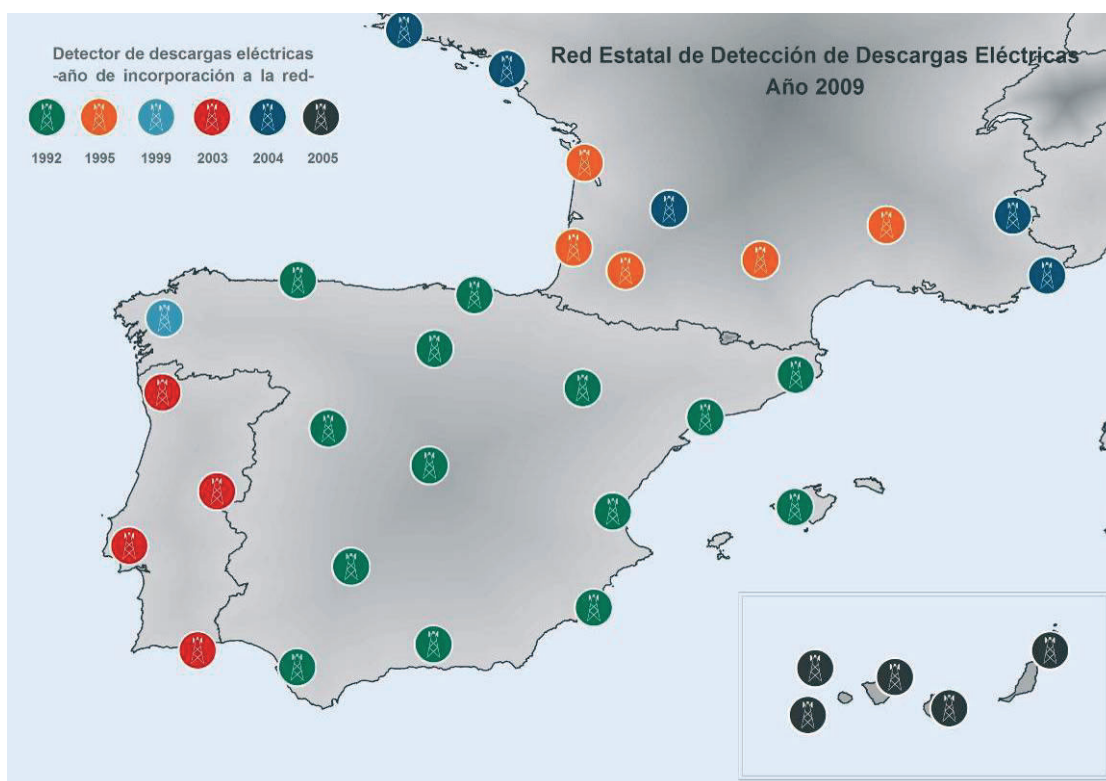 Detector de descargas eléctricas
-año de incorporación a la red-
1992 1995 1999 2003 2004 2005
Red Estatal de Detección de Descargas Eléctricas
Año 2009